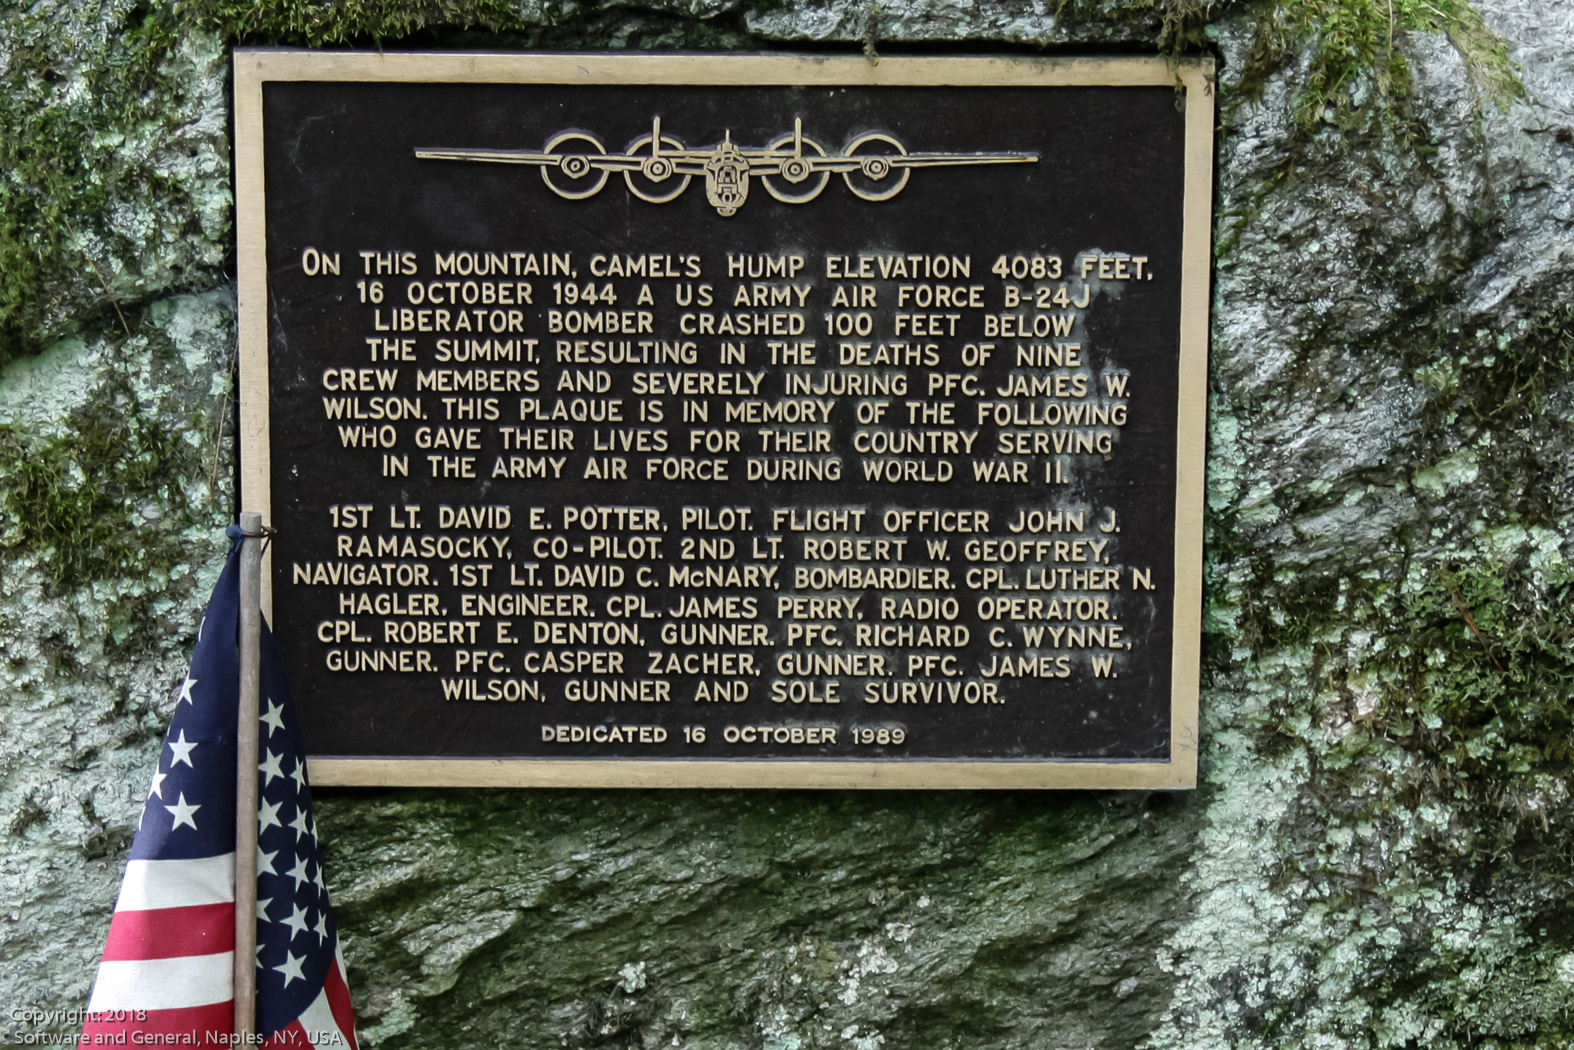 ON THIS MOUNTAIN, CAMEL'S HUMP ELEVATION 4083 FEET,
16 OCTOBER 1944 A US ARMY AIR FORCE B-24J
LIBERATOR BOMBER CRASHED 100 FEET BELOW
THE SUMMIT, RESULTING IN THE DEATHS OF NINE
CREW MEMBERS AND SEVERELY INJURING PFC. JAMES W.
WILSON. THIS PLAQUE IS IN MEMORY OF THE FOLLOWING
WHO GAVE THEIR LIVES FOR THEIR COUNTRY SERVING
IN THE ARMY AIR FORCE DURING WORLD WAR II.
1ST LT. DAVID E. POTTER, PILOT. FLIGHT OFFICER JOHN J.
RAMASOCKY, CO-PILOT. 2ND LT. ROBERT W. GEOFFREY,
NAVIGATOR. 1ST LT. DAVID C. McNARY, BOMBARDIER. CPL. LUTHER N.
HAGLER, ENGINEER. CPL. JAMES PERRY, RADIO OPERATOR.
CPL. ROBERT E. DENTON, GUNNER. PFC. RICHARD C. WYNNE,
GUNNER. PFC. CASPER ZACHER, GUNNER. PFC. JAMES W.
WILSON, GUNNER AND SOLE SURVIVOR.
DEDICATED 16 OCTOBER 1989
Copyright: 2018
Software and General, Naples, NY, USA